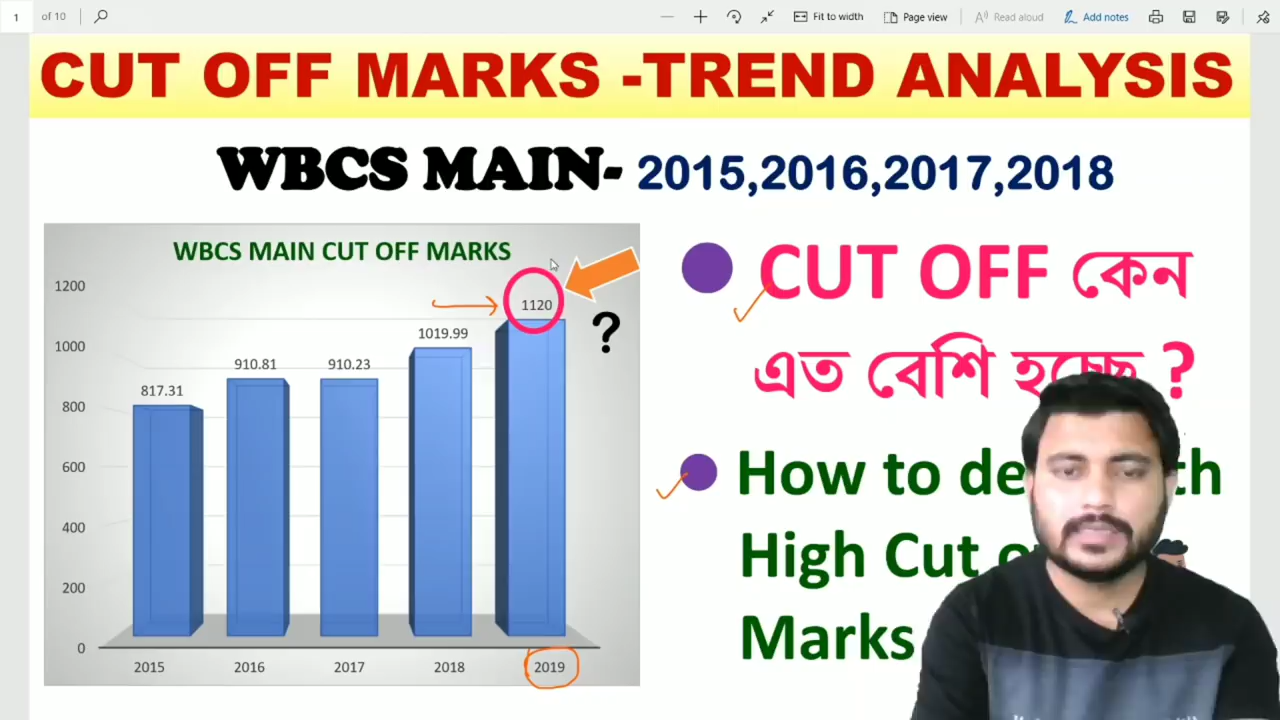 1 of 10
Fit to width
Page view
Read aloud
Add notes
CUT OFF MARKS -TREND ANALYSIS
WBCS MAIN- 2015,2016,2017,2018
WBCS MAIN CUT OFF MARKS
1200
1000
800
600
400
200
0
817.31
910.81
910.23
1019.99
1120
?
2015
2016
2017
2018
2019
CUT OFF কেন
এত বেশি হচ্ছে ?
How to
High Cut
Marks